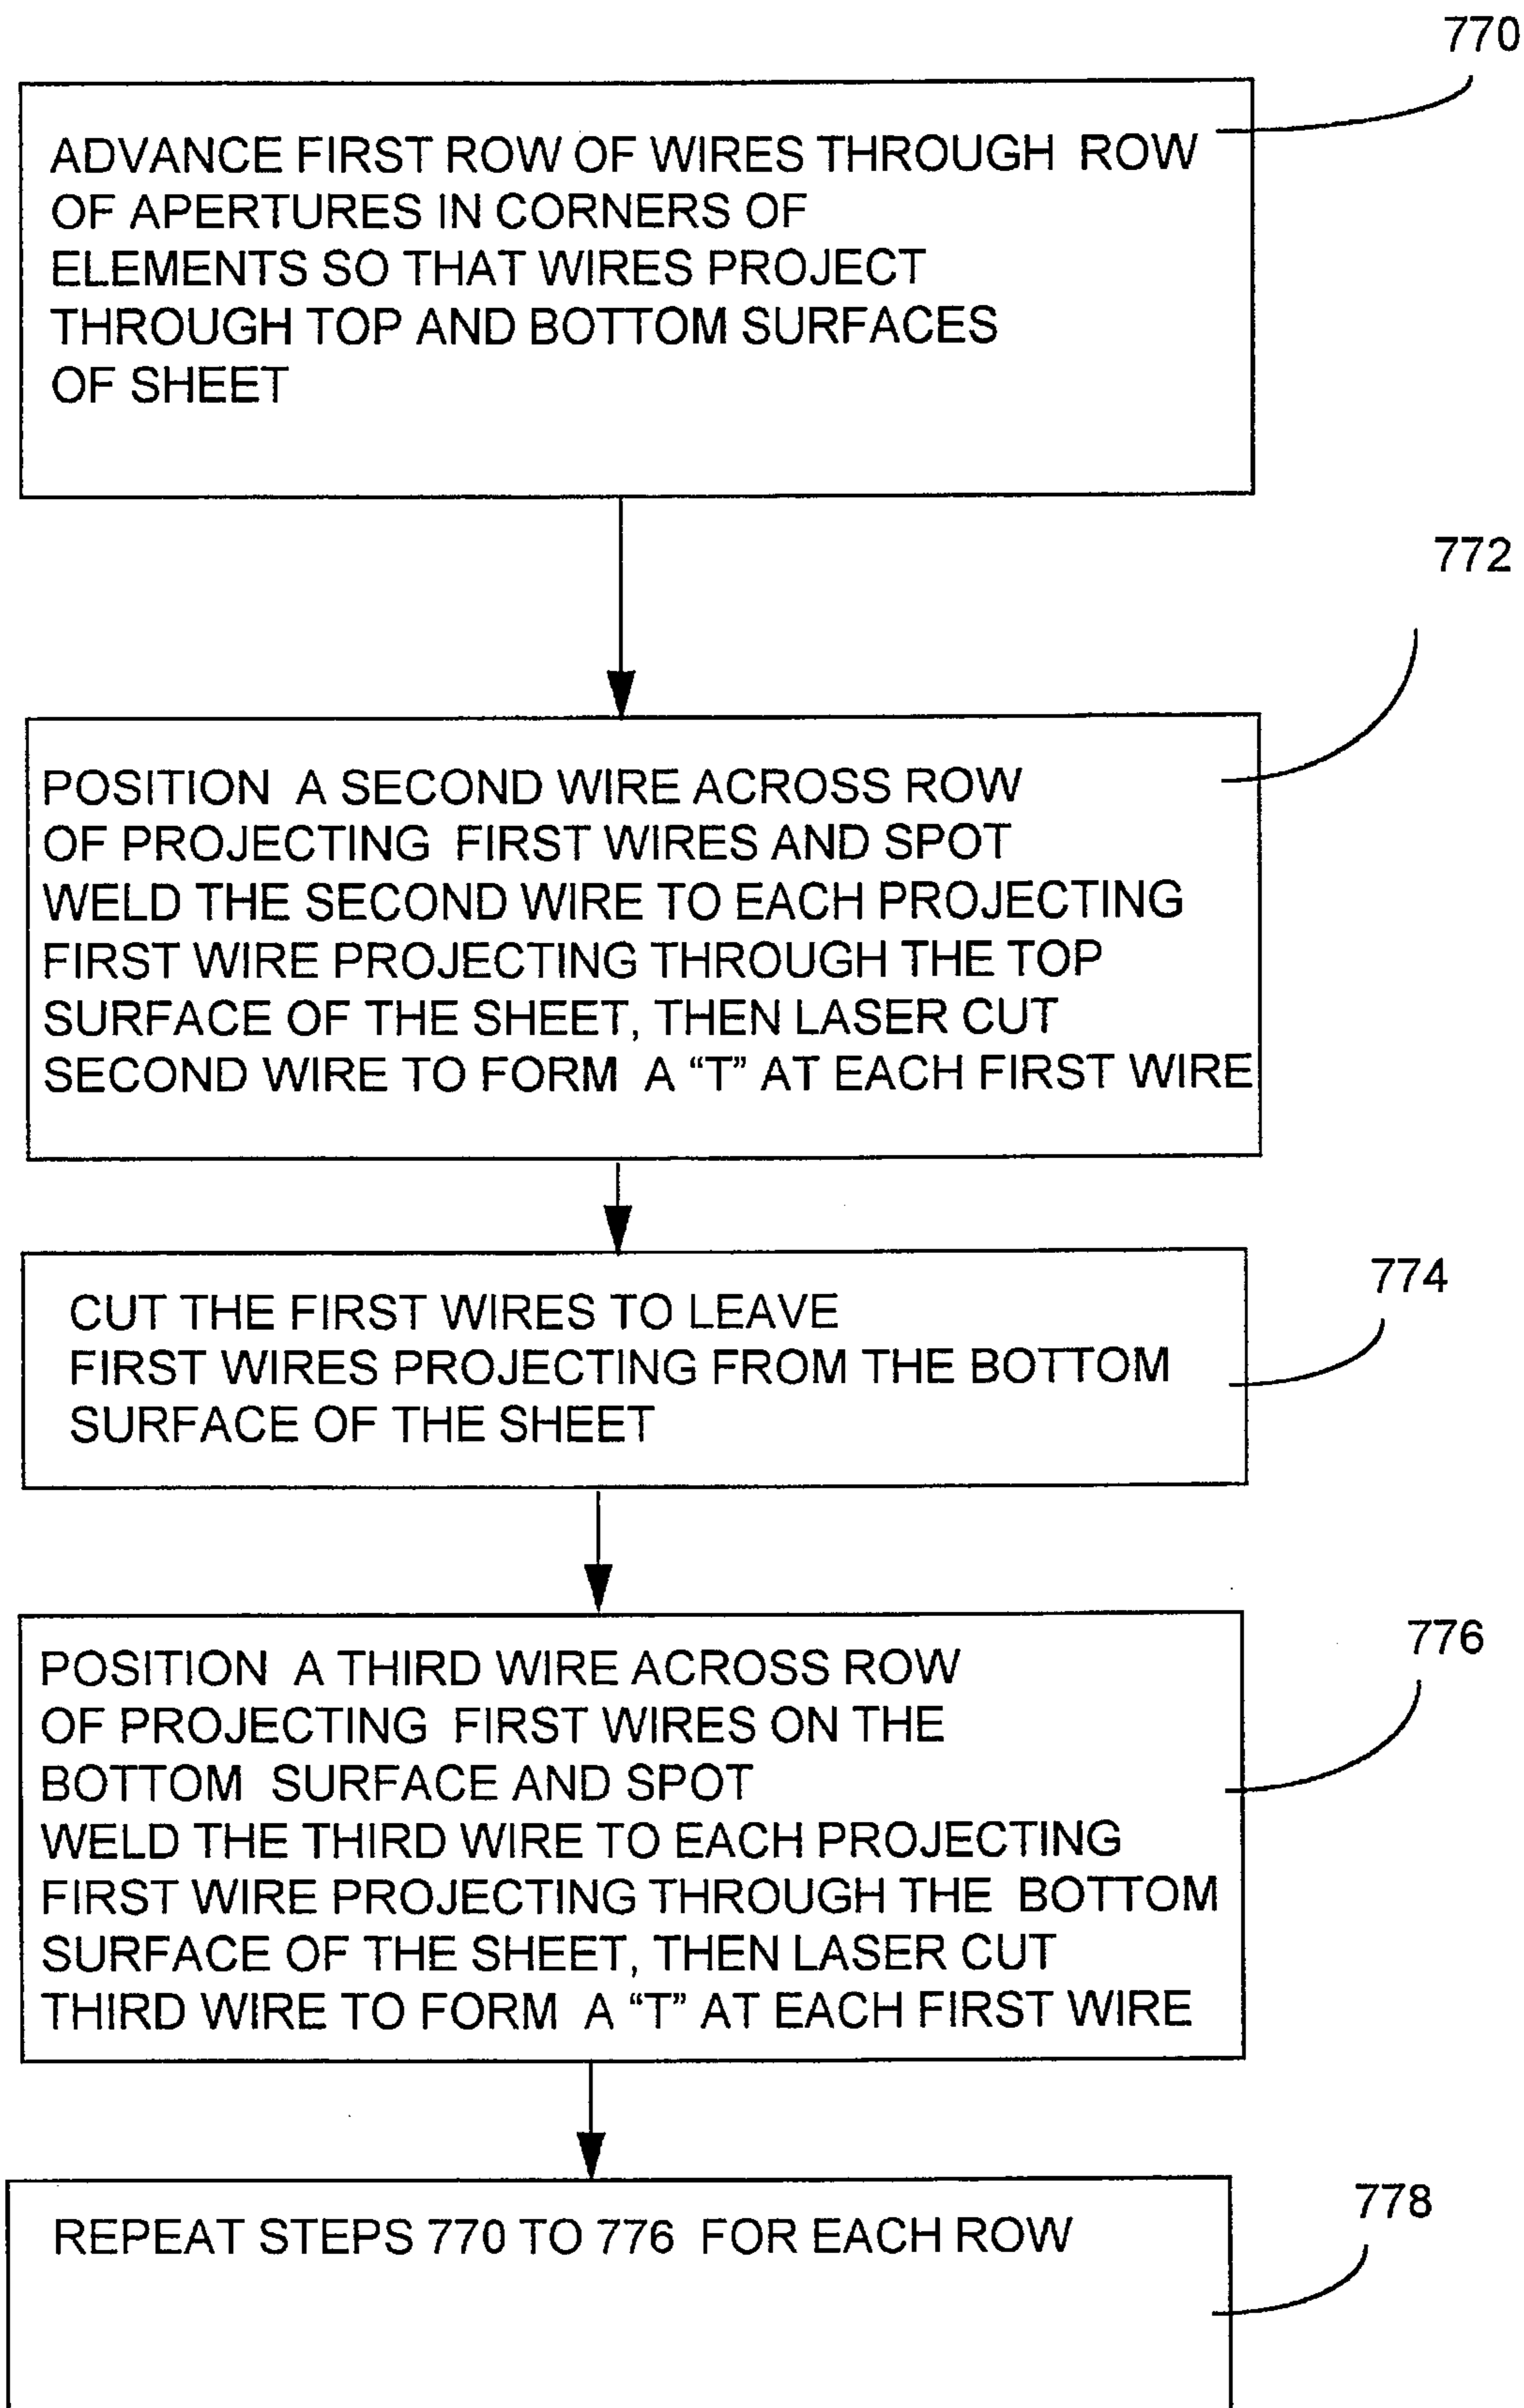 770
ADVANCE FIRST ROW OF WIRES THROUGH ROW
OF APERTURES IN CORNERS OF
ELEMENTS SO THAT WIRES PROJECT
THROUGH TOP AND BOTTOM SURFACES
OF SHEET
772
POSITION A SECOND WIRE ACROSS ROW
OF PROJECTING FIRST WIRES AND SPOT
WELD THE SECOND WIRE TO EACH PROJECTING
FIRST WIRE PROJECTING THROUGH THE TOP
SURFACE OF THE SHEET, THEN LASER CUT
SECOND WIRE TO FORM A “T” AT EACH FIRST WIRE
774
CUT THE FIRST WIRES TO LEAVE
FIRST WIRES PROJECTING FROM THE BOTTOM
SURFACE OF THE SHEET
776
POSITION A THIRD WIRE ACROSS ROW
OF PROJECTING FIRST WIRES ON THE
BOTTOM SURFACE AND SPOT
WELD THE THIRD WIRE TO EACH PROJECTING
FIRST WIRE PROJECTING THROUGH THE BOTTOM
SURFACE OF THE SHEET, THEN LASER CUT
THIRD WIRE TO FORM A “T” AT EACH FIRST WIRE
778
REPEAT STEPS 770 TO 776 FOR EACH ROW